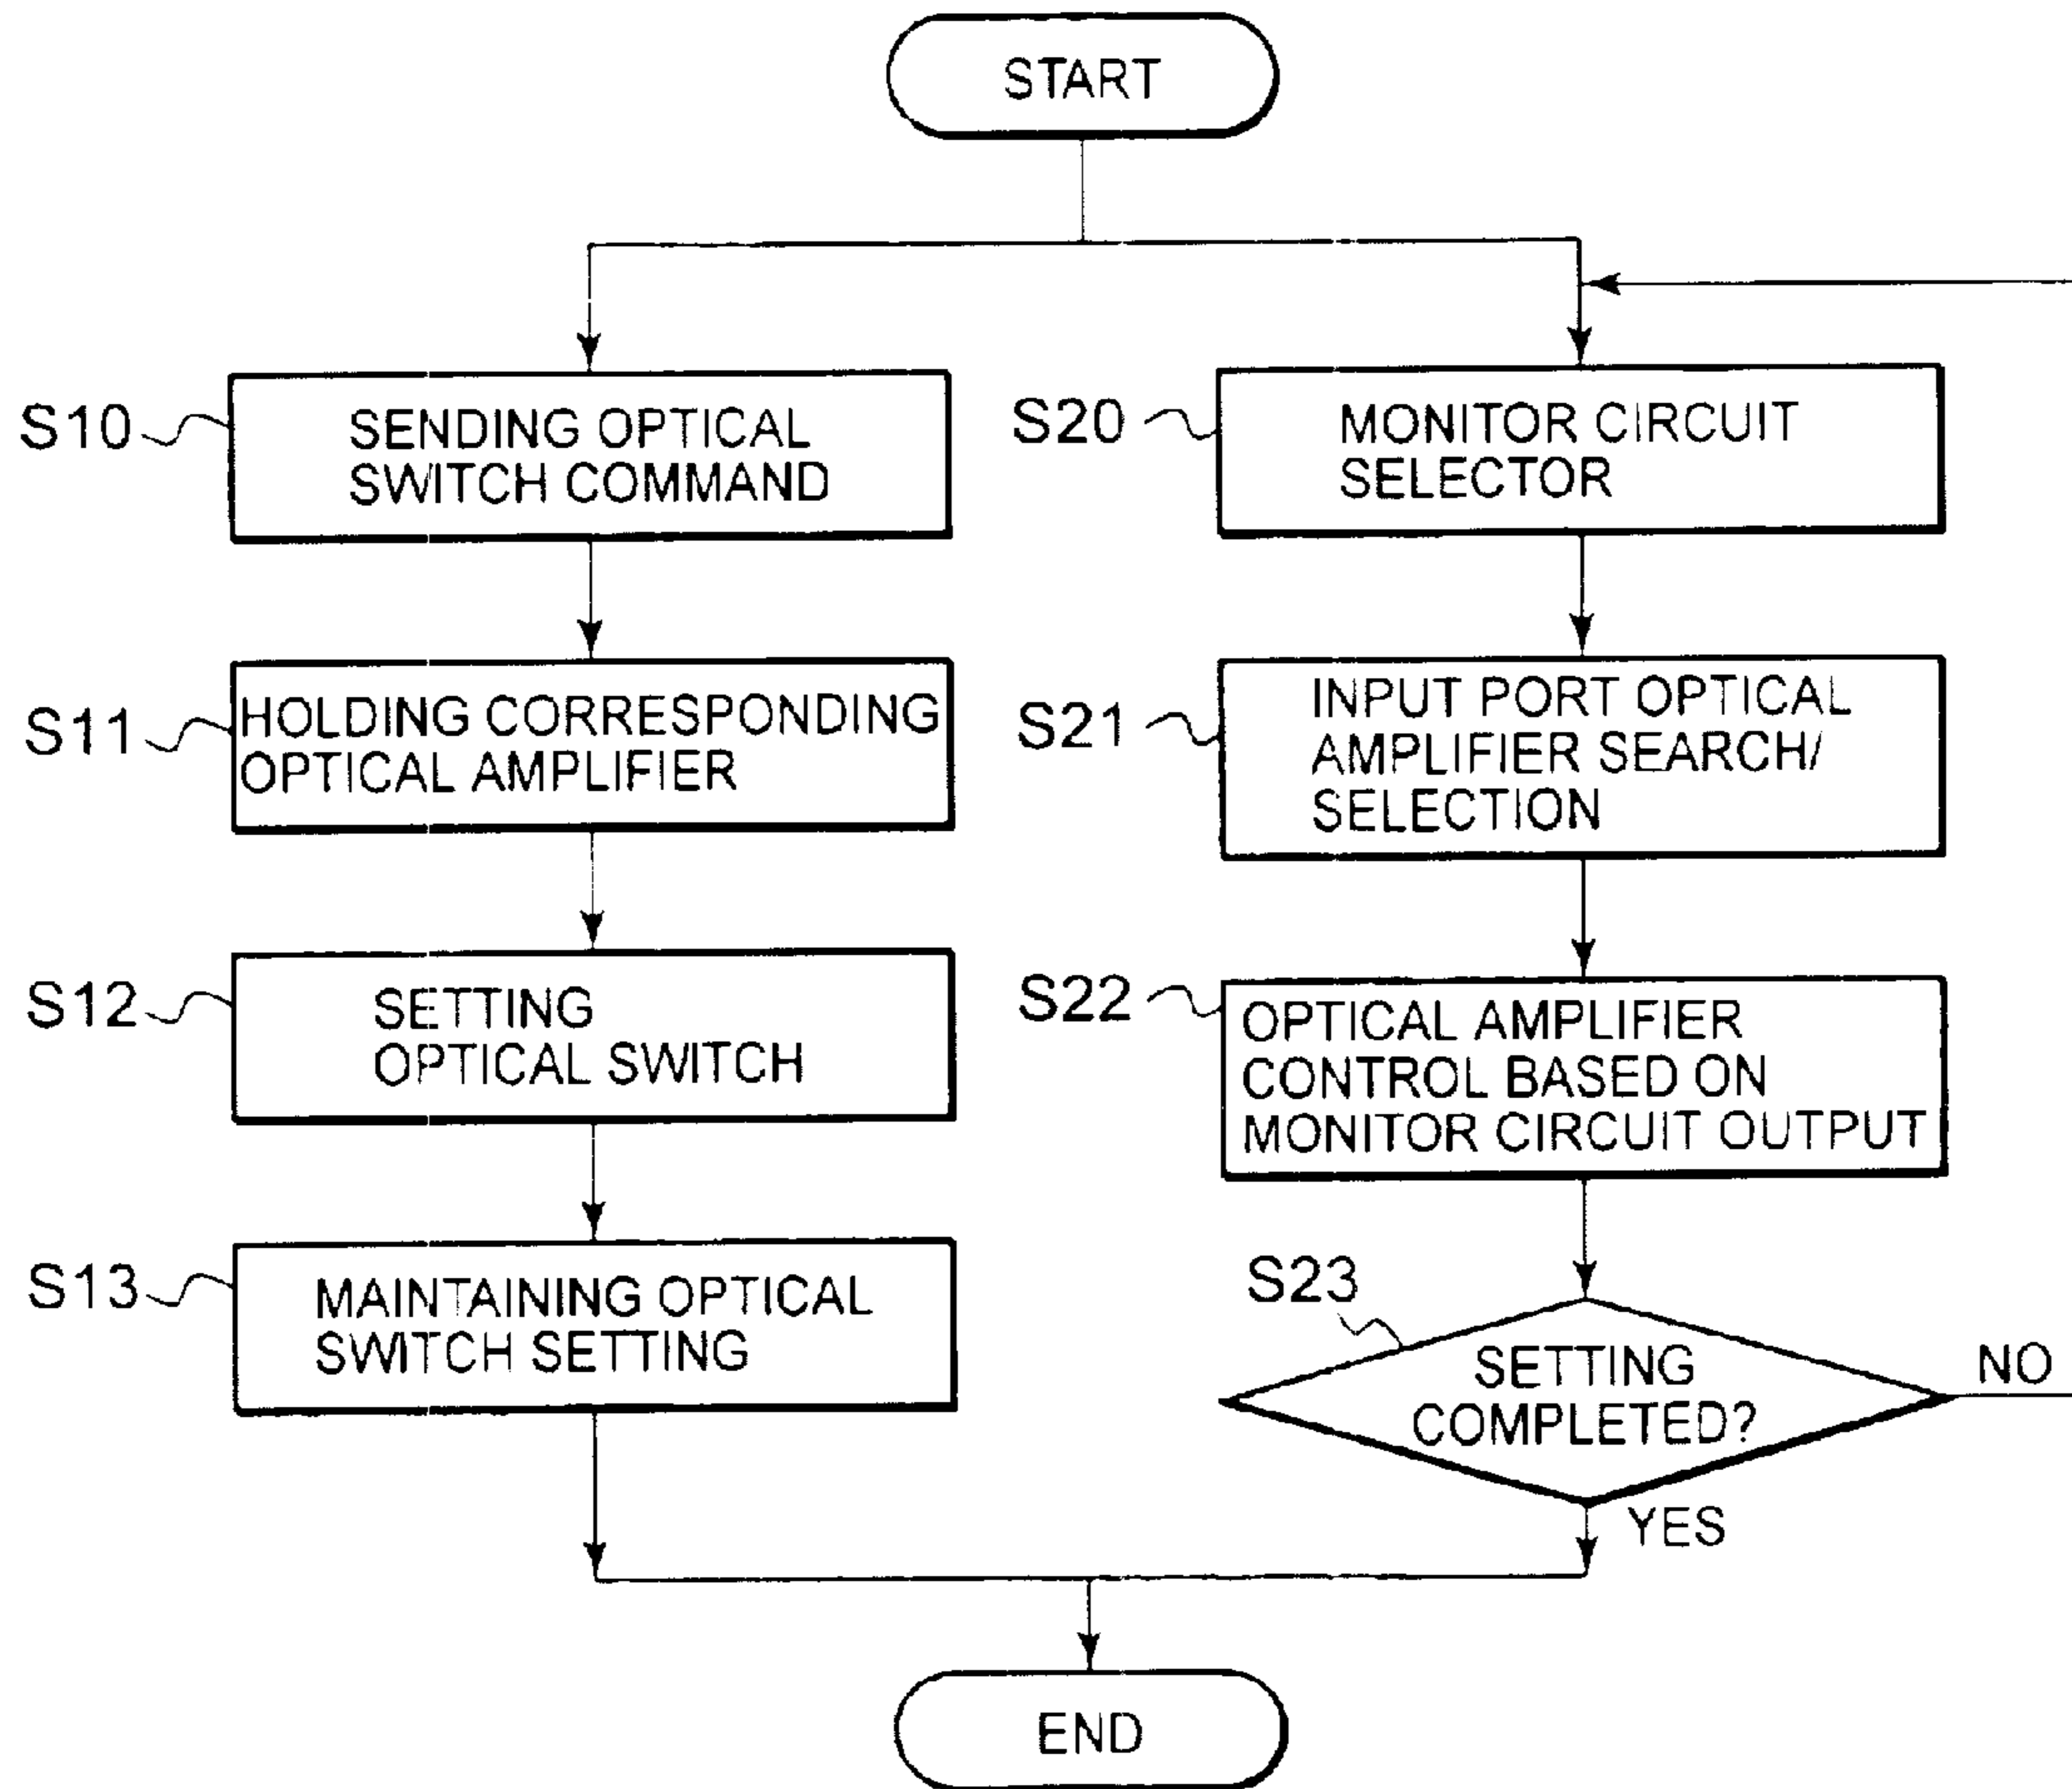 START
S10
SENDING OPTICAL
SWITCH COMMAND
S11
HOLDING CORRESPONDING
OPTICAL AMPLIFIER
S12
SETTING
OPTICAL SWITCH
S13
MAINTAINING OPTICAL
SWITCH SETTING
S20
MONITOR CIRCUIT
SELECTOR
S21
INPUT PORT OPTICAL
AMPLIFIER SEARCH/
SELECTION
S22
OPTICAL AMPLIFIER
CONTROL BASED ON
MONITOR CIRCUIT OUTPUT
S23
SETTING
COMPLETED?
NO
YES
END